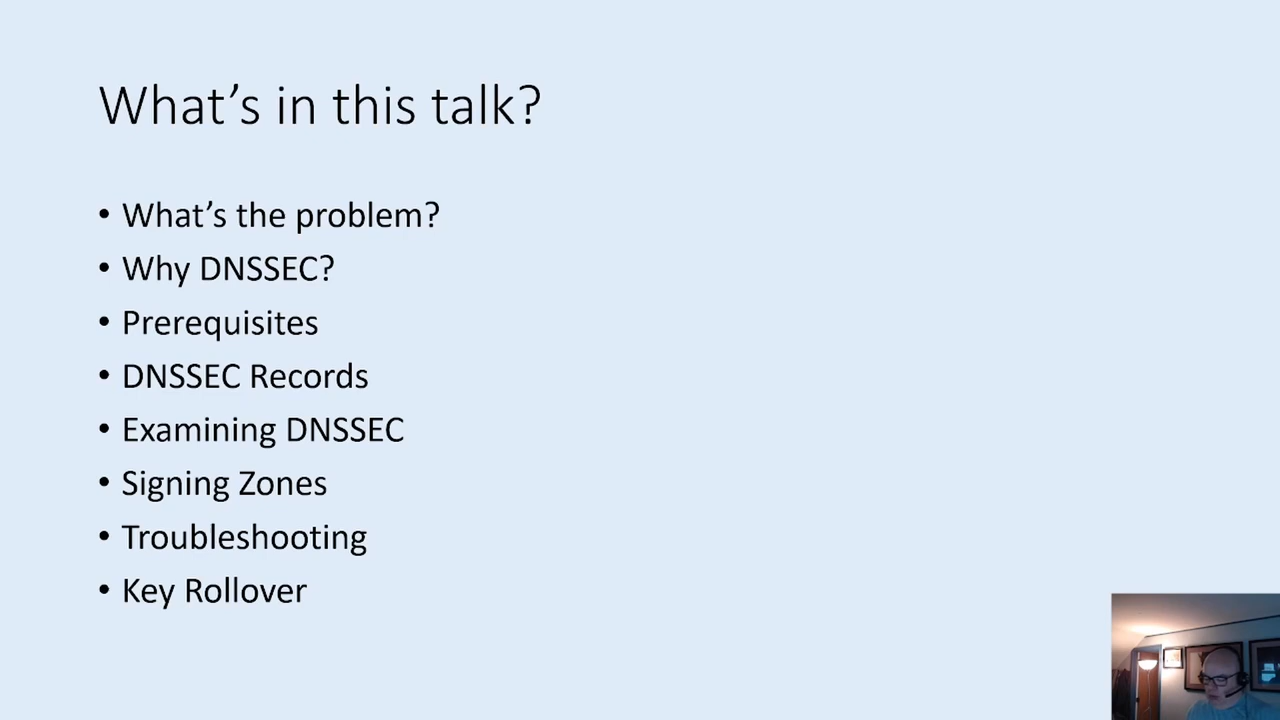 What’s in this talk?
• What’s the problem?
• Why DNSSEC?
• Prerequisites
• DNSSEC Records
• Examining DNSSEC
• Signing Zones
• Troubleshooting
• Key Rollover